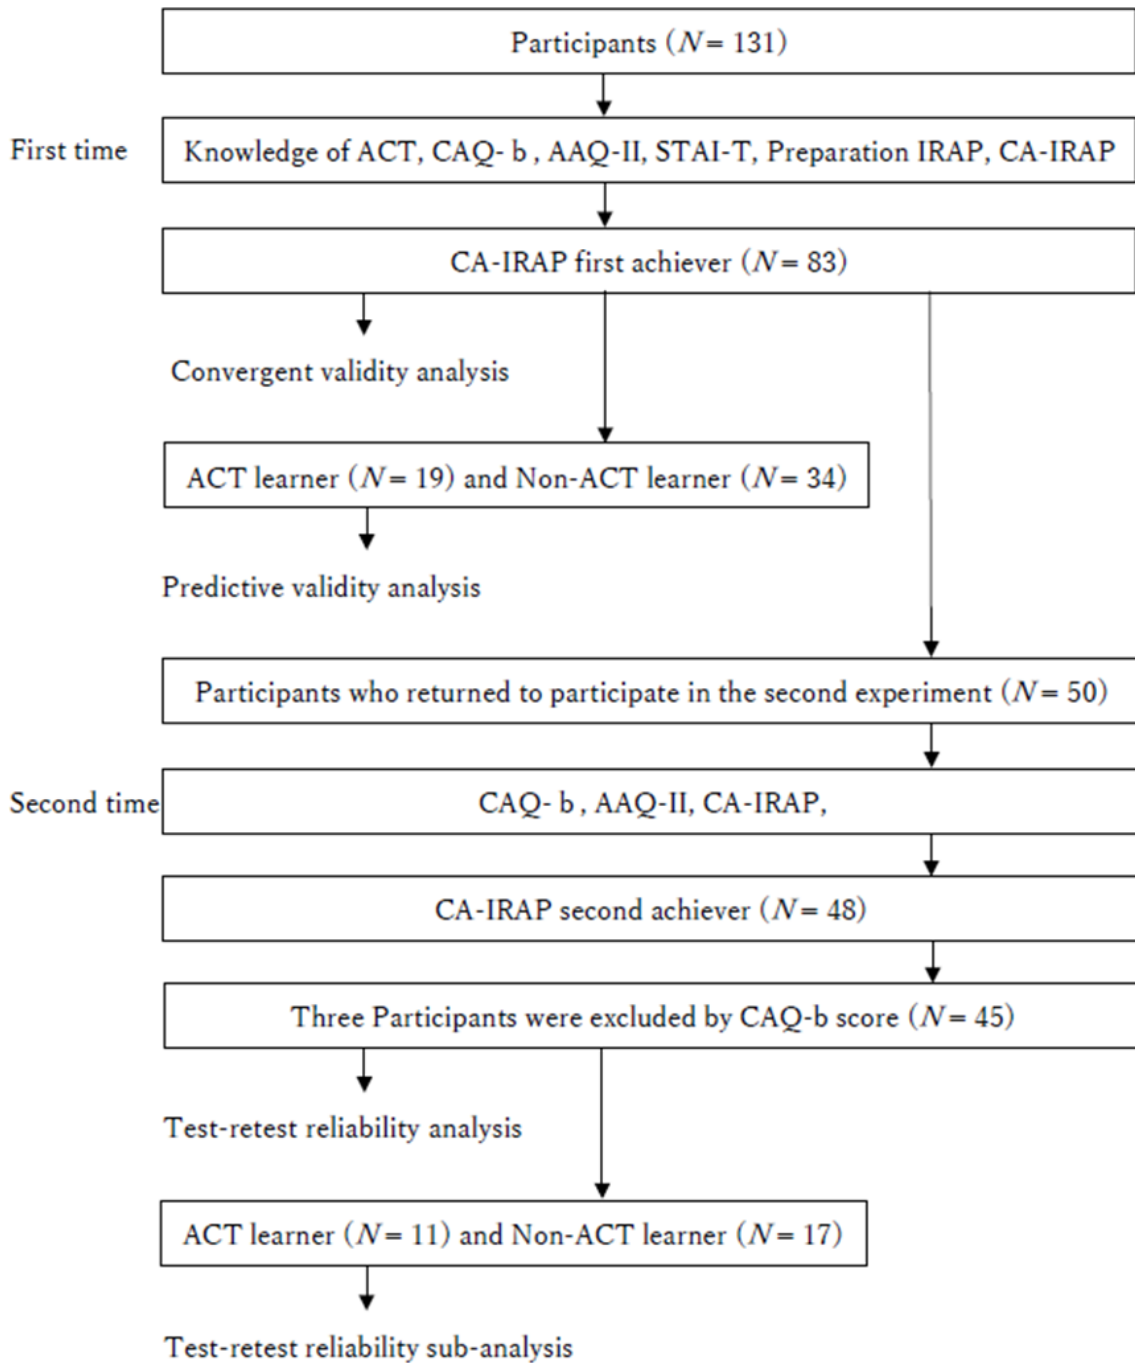 Participants (N= 131)
First time
Knowledge of ACT, CAQ- b , AAQ-II, STAI-T, Preparation IRAP, CA-IRAP
CA-IRAP first achiever (N= 83)
Convergent validity analysis
ACT learner (N= 19) and Non-ACT learner (N= 34)
Predictive validity analysis
Participants who returned to participate in the second experiment (N= 50)
Second time
CAQ- b , AAQ-II, CA-IRAP,
CA-IRAP second achiever (N= 48)
Three Participants were excluded by CAQ-b score (N= 45)
Test-retest reliability analysis
ACT learner (N= 11) and Non-ACT learner (N= 17)
Test-retest reliability sub-analysis